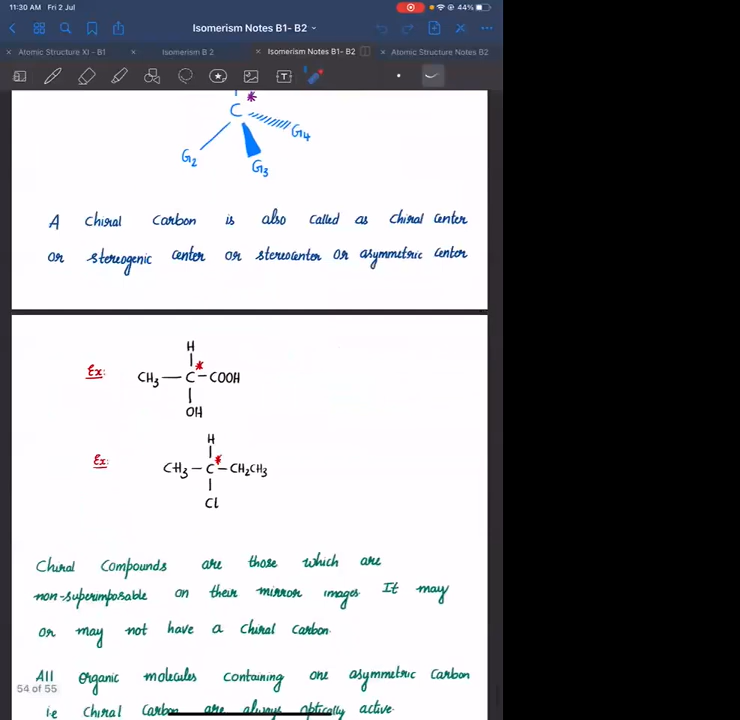 11:30 AM Fri 2 Jul
44%
Isomerism Notes B1- B2
Atomic Structure XI - B1
Isomerism B 2
Isomerism Notes B1- B2
Atomic Structure Notes B2
*
C
G4
G2
G3
A chiral carbon is also called as chiral center
or stereogenic center or stereocenter or asymmetric center
H
Ex: CH3 — C* – COOH
OH
H
Ex: CH3 – C* – CH2CH3
Cl
Chiral Compounds are those which are
non-superimposable on their mirror images. It may
or may not have a chiral carbon.
All organic molecules containing one asymmetric carbon
54 of 55
i.e chiral carbon are always optically active.